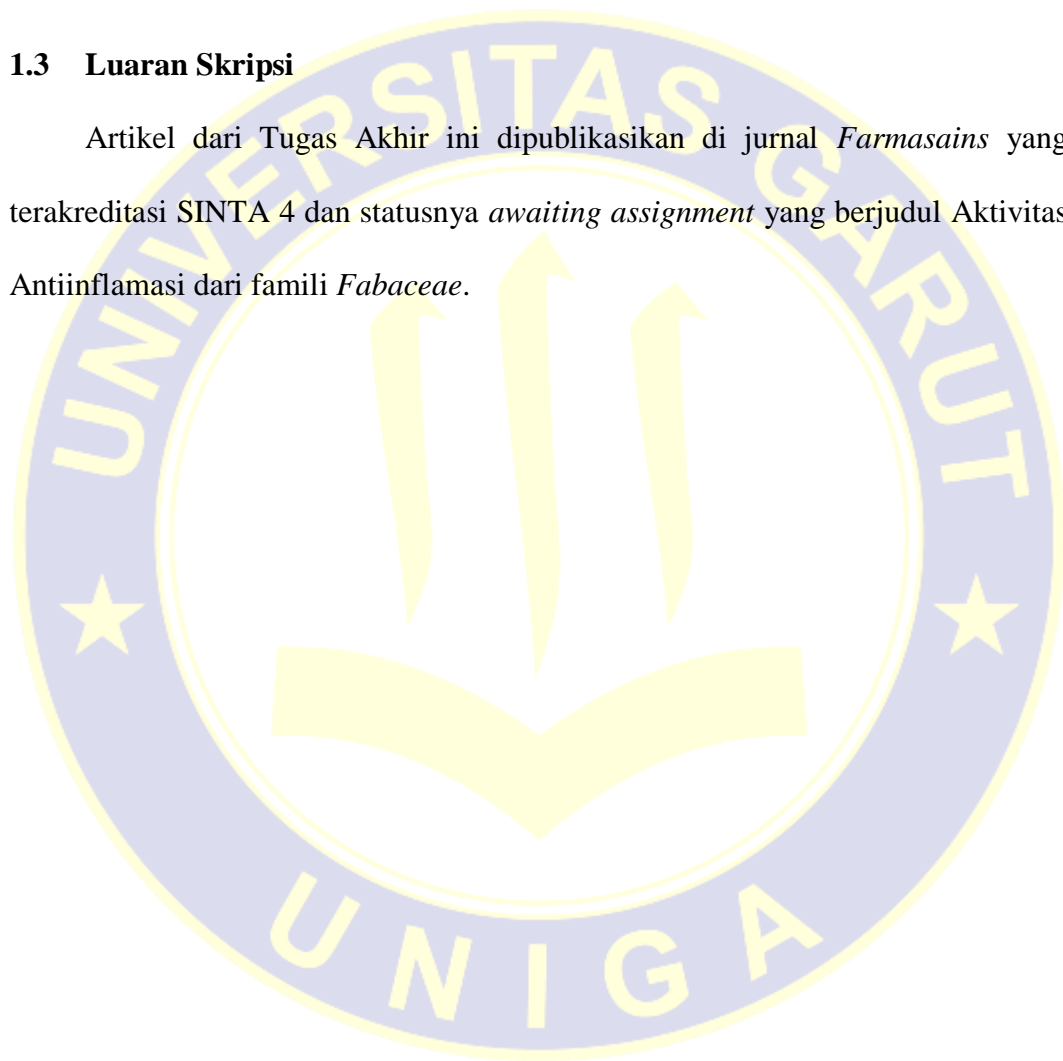 1.3 Luaran Skripsi
Artikel dari Tugas Akhir ini dipublikasikan di jurnal Farmasains yang
terakreditasi SINTA 4 dan statusnya awaiting assignment yang berjudul Aktivitas
Antiinflamasi dari famili Fabaceae.
UNIVERSITAS GARUT
UNIGA